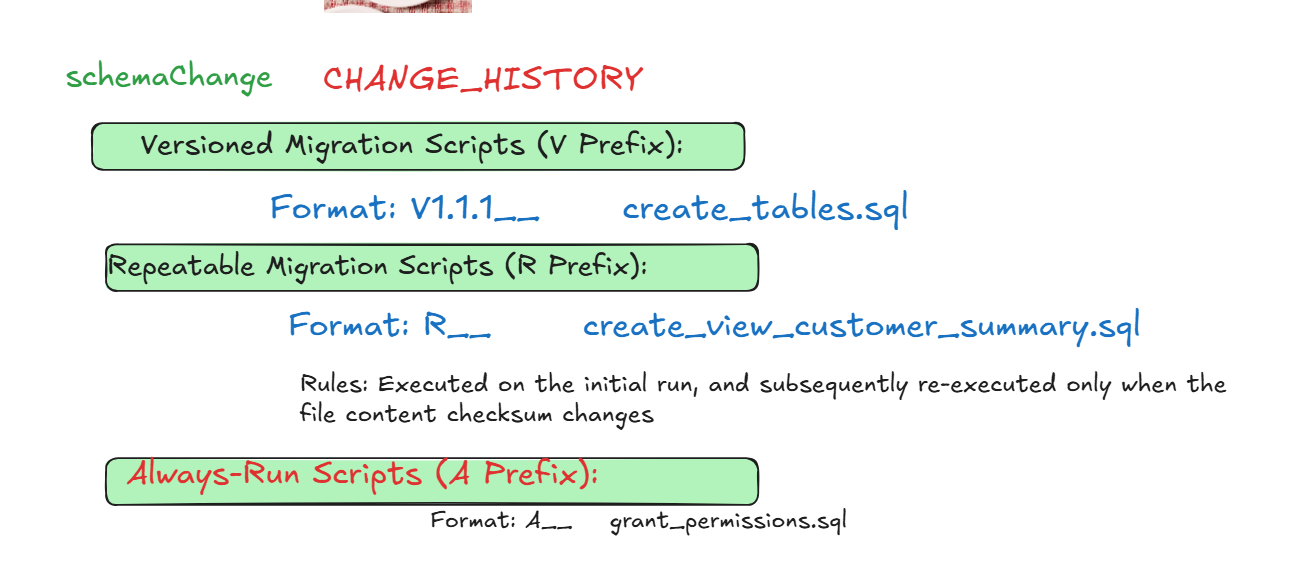 schemaChange CHANGE_HISTORY
Versioned Migration Scripts (V Prefix):
Format: V1.1.1__ create_tables.sql
Repeatable Migration Scripts (R Prefix):
Format: R__ create_view_customer_summary.sql
Rules: Executed on the initial run, and subsequently re-executed only when the
file content checksum changes
Always-Run Scripts (A Prefix):
Format: A__ grant_permissions.sql